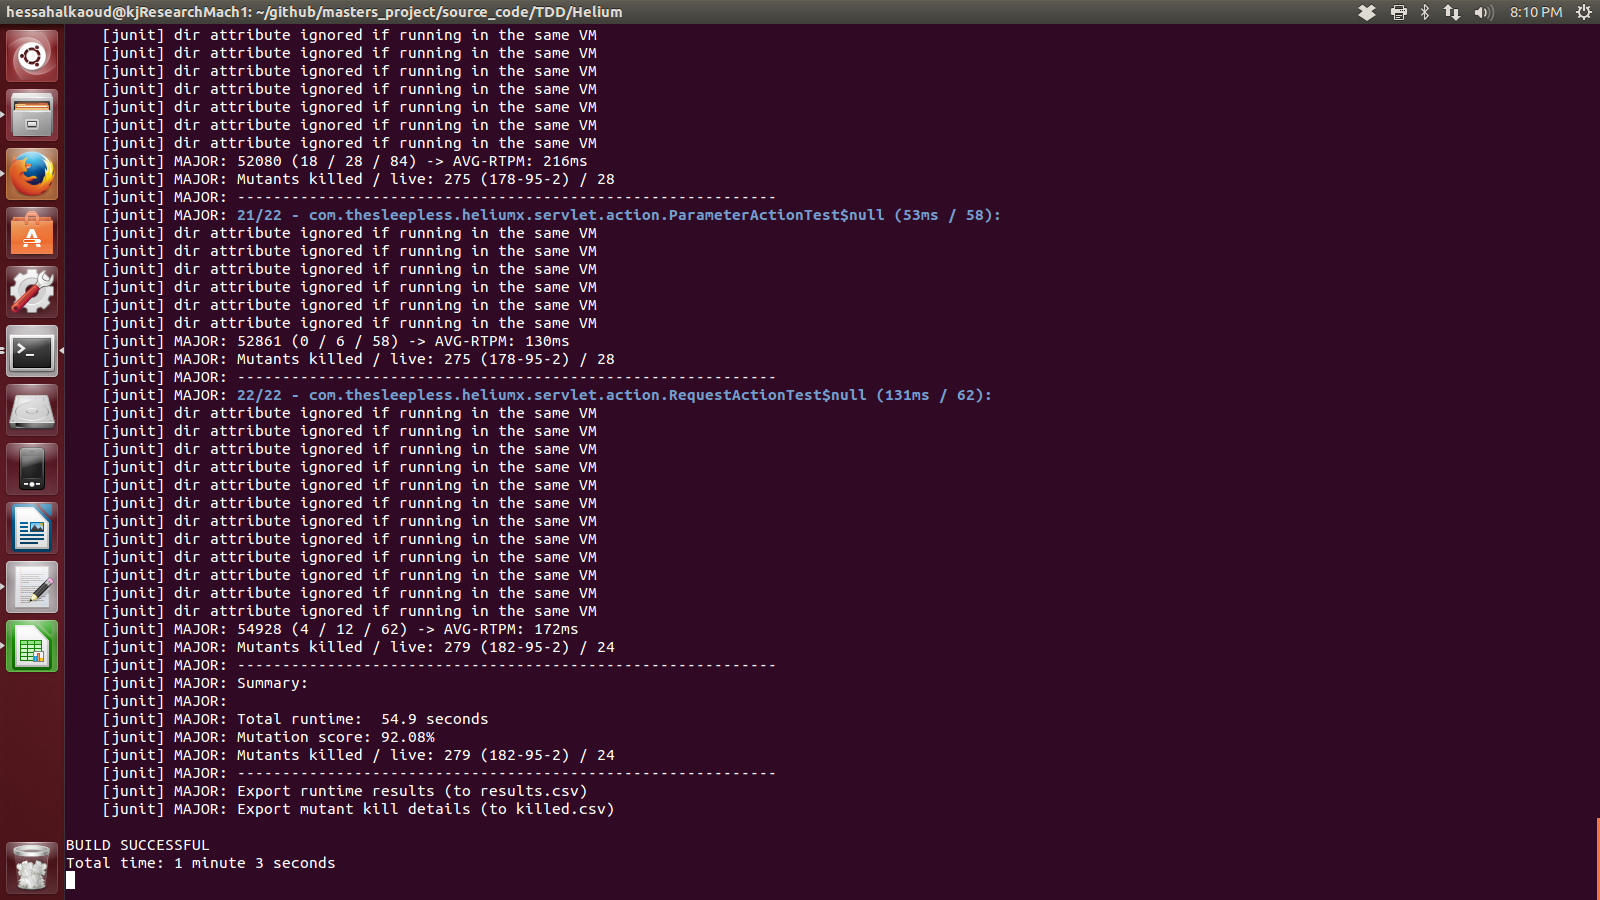 hessahalkaoud@kjResearchMach1: ~/github/masters_project/source_code/TDD/Helium
8:10 PM
[junit] dir attribute ignored if running in the same VM
[junit] dir attribute ignored if running in the same VM
[junit] dir attribute ignored if running in the same VM
[junit] dir attribute ignored if running in the same VM
[junit] dir attribute ignored if running in the same VM
[junit] dir attribute ignored if running in the same VM
[junit] dir attribute ignored if running in the same VM
[junit] MAJOR: 52080 (18 / 28 / 84) -> AVG-RTPM: 216ms
[junit] MAJOR: Mutants killed / live: 275 (178-95-2) / 28
[junit] MAJOR: ------------------------------------------------------------
[junit] MAJOR: 21/22 - com.thesleepless.heliumx.servlet.action.ParameterActionTest$null (53ms / 58):
[junit] dir attribute ignored if running in the same VM
[junit] dir attribute ignored if running in the same VM
[junit] dir attribute ignored if running in the same VM
[junit] dir attribute ignored if running in the same VM
[junit] dir attribute ignored if running in the same VM
[junit] dir attribute ignored if running in the same VM
[junit] MAJOR: 52861 (0 / 6 / 58) -> AVG-RTPM: 130ms
[junit] MAJOR: Mutants killed / live: 275 (178-95-2) / 28
[junit] MAJOR: ------------------------------------------------------------
[junit] MAJOR: 22/22 - com.thesleepless.heliumx.servlet.action.RequestActionTest$null (131ms / 62):
[junit] dir attribute ignored if running in the same VM
[junit] dir attribute ignored if running in the same VM
[junit] dir attribute ignored if running in the same VM
[junit] dir attribute ignored if running in the same VM
[junit] dir attribute ignored if running in the same VM
[junit] dir attribute ignored if running in the same VM
[junit] dir attribute ignored if running in the same VM
[junit] dir attribute ignored if running in the same VM
[junit] dir attribute ignored if running in the same VM
[junit] dir attribute ignored if running in the same VM
[junit] dir attribute ignored if running in the same VM
[junit] dir attribute ignored if running in the same VM
[junit] MAJOR: 54928 (4 / 12 / 62) -> AVG-RTPM: 172ms
[junit] MAJOR: Mutants killed / live: 279 (182-95-2) / 24
[junit] MAJOR: ------------------------------------------------------------
[junit] MAJOR: Summary:
[junit] MAJOR:
[junit] MAJOR: Total runtime:  54.9 seconds
[junit] MAJOR: Mutation score: 92.08%
[junit] MAJOR: Mutants killed / live: 279 (182-95-2) / 24
[junit] MAJOR: ------------------------------------------------------------
[junit] MAJOR: Export runtime results (to results.csv)
[junit] MAJOR: Export mutant kill details (to killed.csv)
BUILD SUCCESSFUL
Total time: 1 minute 3 seconds